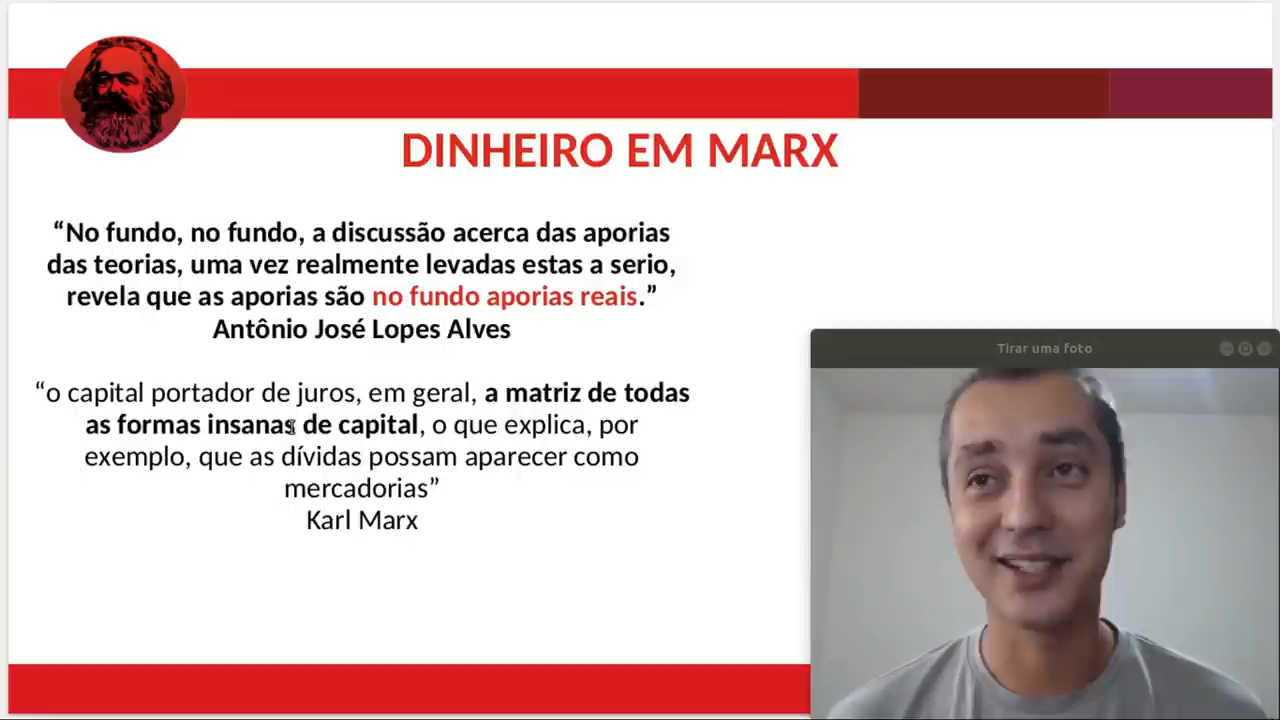 DINHEIRO EM MARX
“No fundo, no fundo, a discussão acerca das aporias
das teorias, uma vez realmente levadas estas a serio,
revela que as aporias são no fundo aporias reais.”
Antônio José Lopes Alves
“o capital portador de juros, em geral, a matriz de todas
as formas insanas de capital, o que explica, por
exemplo, que as dívidas possam aparecer como
mercadorias”
Karl Marx
Tirar uma foto